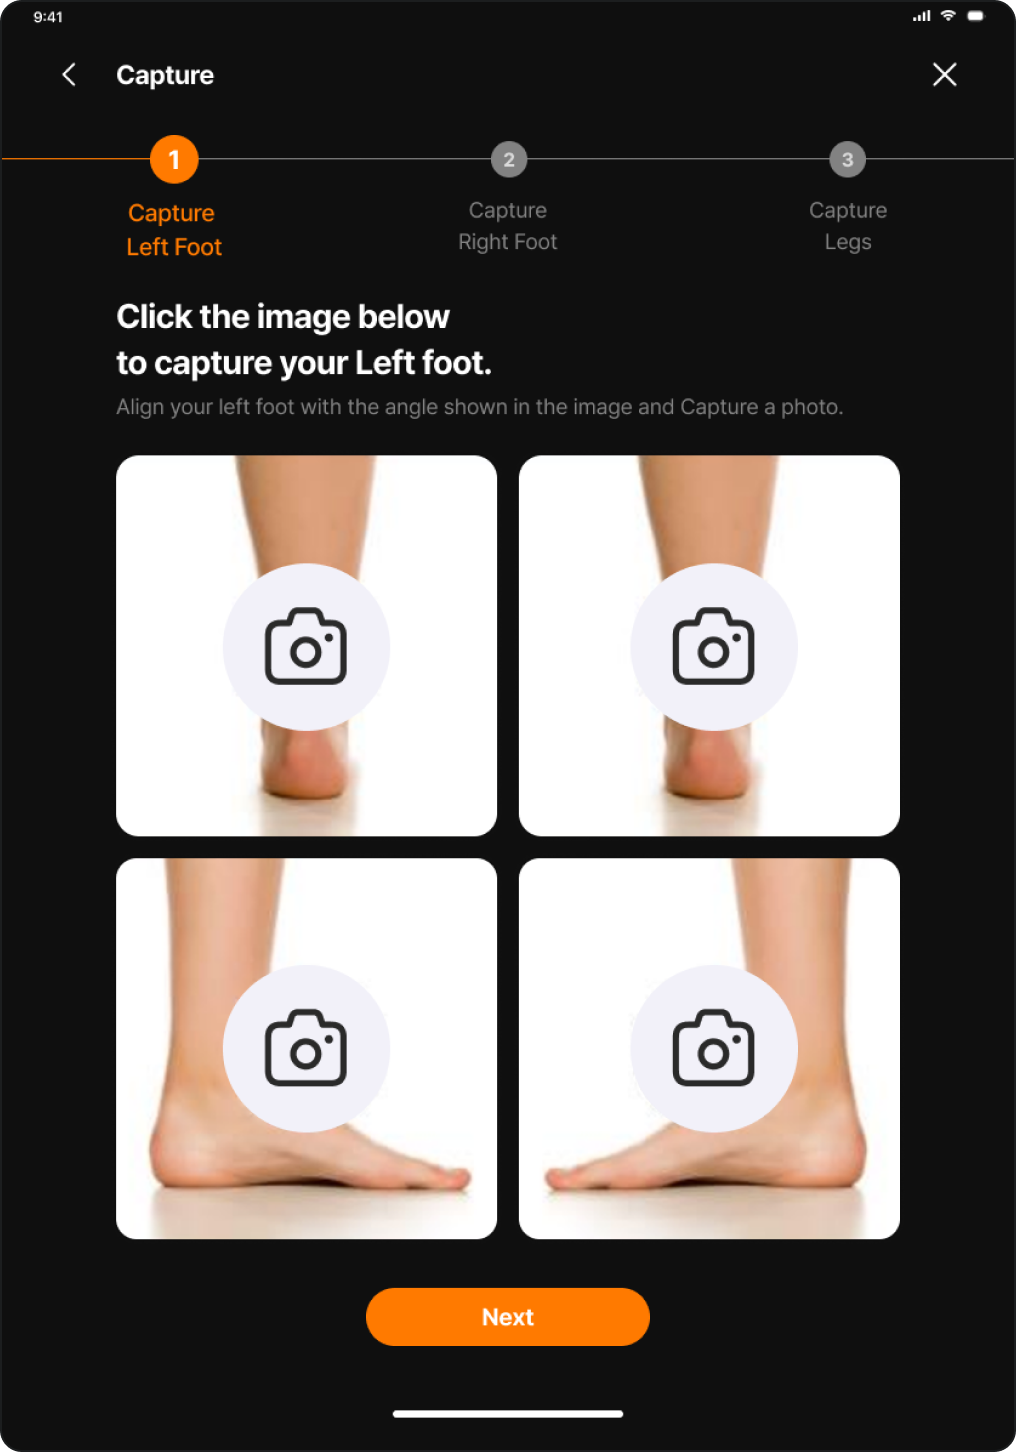 9:41
Capture
1
2
3
Capture
Left Foot
Capture
Right Foot
Capture
Legs
Click the image below
to capture your Left foot.
Align your left foot with the angle shown in the image and Capture a photo.
Next